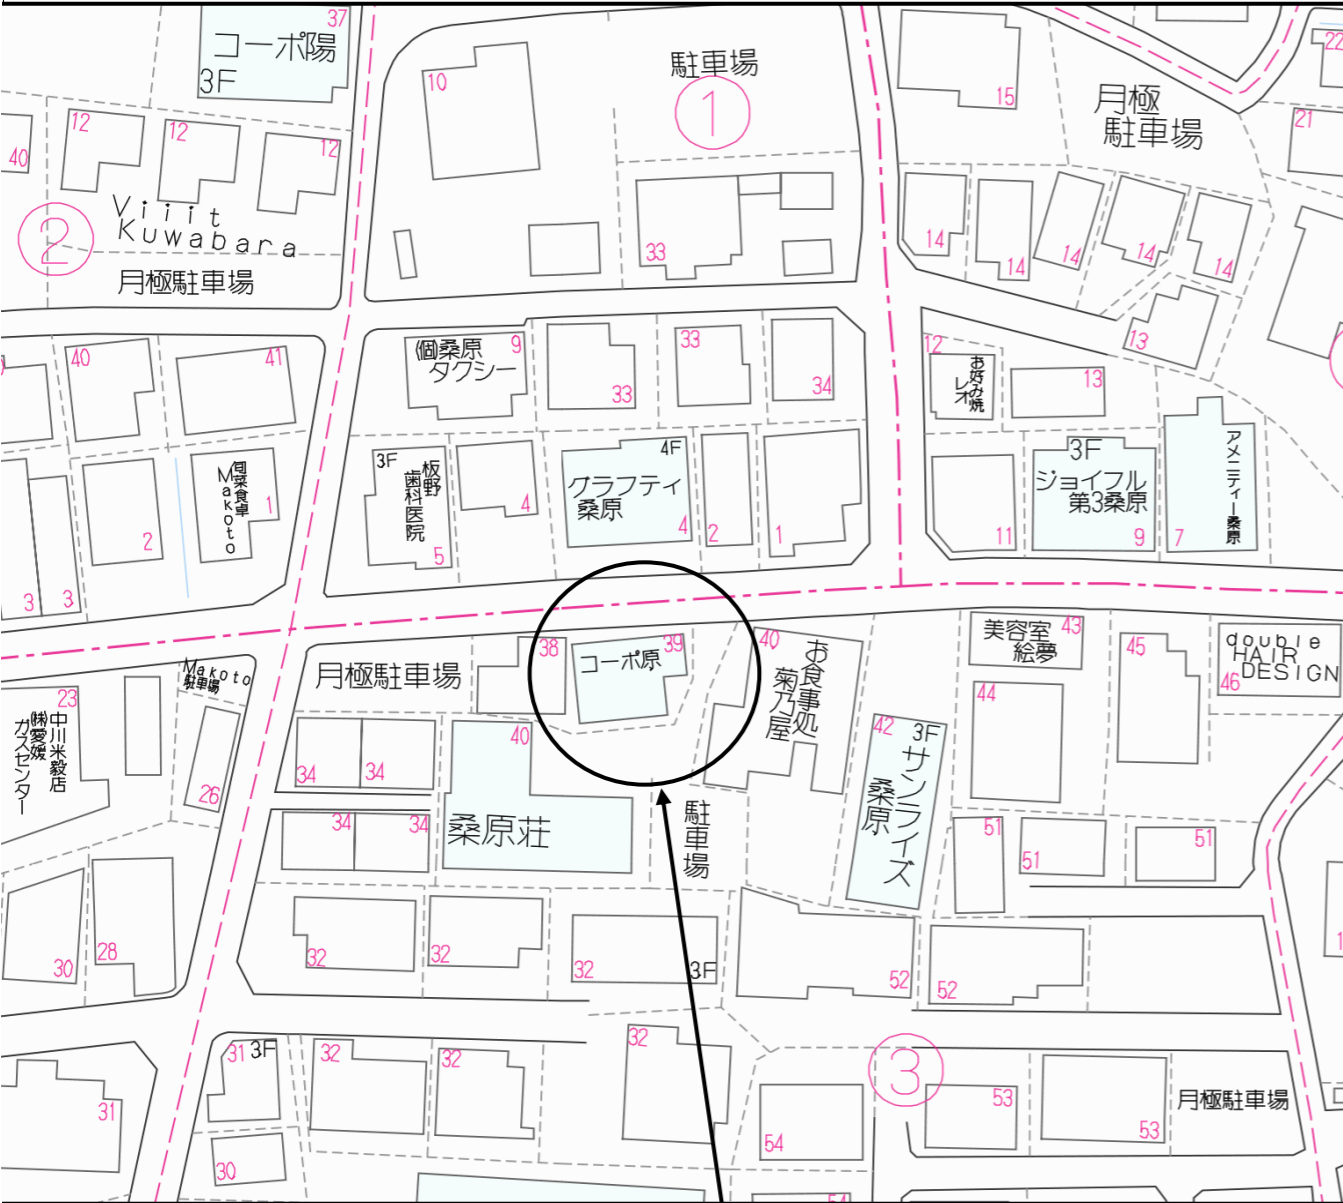 37
コーポ陽
3F
10
駐車場
1
15
月極
駐車場
22
21
12
12
12
40
Viiit
Kuwabara
2
月極駐車場
33
14
14
14
14
14
13
40
41
㈲桑原
タクシー
9
33
33
34
12
お好み焼
レオ
13
3F
板野
歯科医院
5
4
4F
グラフティ
桑原
4
2
1
11
3F
ジョイフル
第3桑原
9
アメニティー桑原
7
旬菜食卓
Makoto
1
2
3
3
月極駐車場
38
39
コーポ原
40
お食事処
菊乃屋
美容室
絵夢
43
45
double
HAIR
DESIGN
46
Makoto
駐車場
23
中川米穀店
㈱愛媛
ガスセンター
26
34
34
40
桑原荘
34
34
駐車場
42
3F
サンライズ
桑原
44
51
51
51
30
28
32
32
32
3F
52
52
31
3F
32
32
32
3
53
53
月極駐車場
31
30
54
54